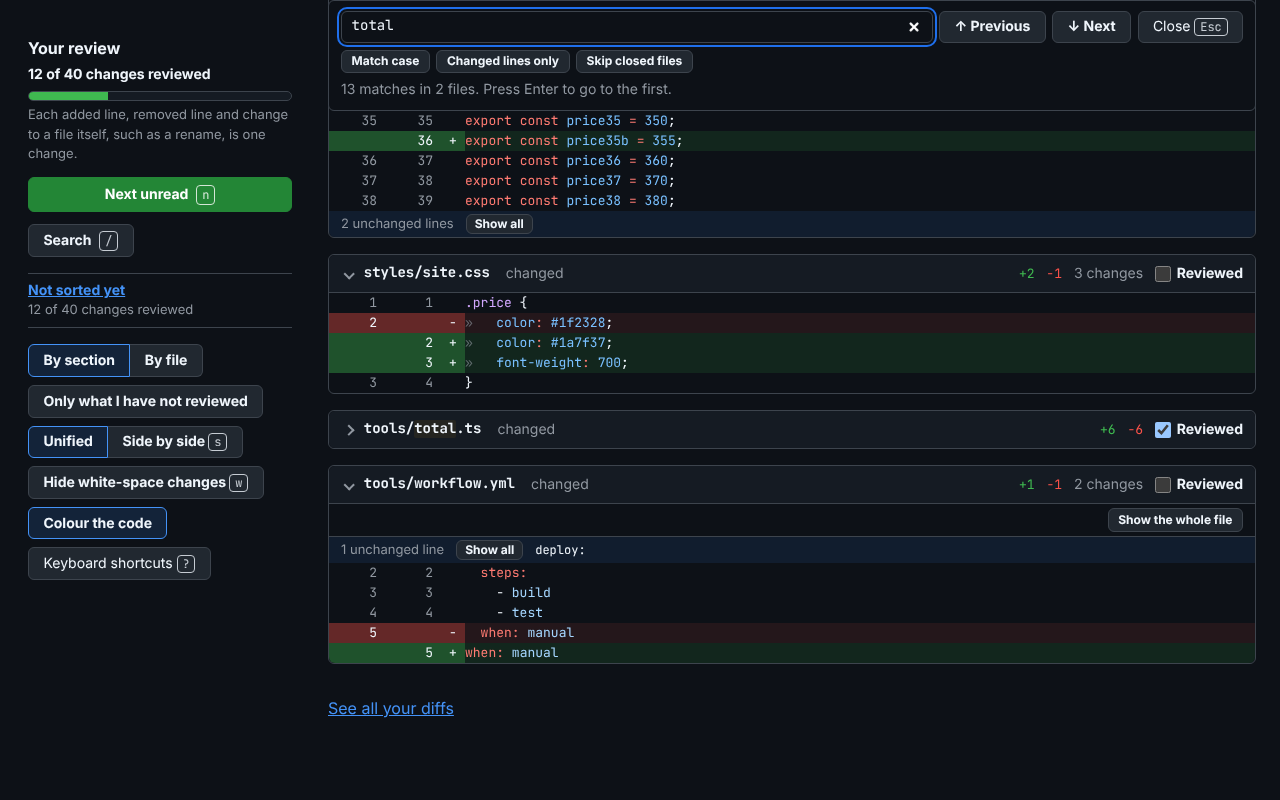 Your review
12 of 40 changes reviewed
Each added line, removed line and change
to a file itself, such as a rename, is one
change.
Next unread n
Search /
Not sorted yet
12 of 40 changes reviewed
By section By file
Only what I have not reviewed
Unified Side by side s
Hide white-space changes w
Colour the code
Keyboard shortcuts ?
total × ↑ Previous ↓ Next Close Esc
Match case Changed lines only Skip closed files
13 matches in 2 files. Press Enter to go to the first.
35 35 export const price35 = 350;
36 + export const price35b = 355;
36 37 export const price36 = 360;
37 38 export const price37 = 370;
38 39 export const price38 = 380;
2 unchanged lines Show all
styles/site.css changed +2 -1 3 changes Reviewed
1 1 .price {
2 - » color: #1f2328;
2 + » color: #1a7f37;
3 + » font-weight: 700;
3 4 }
tools/total.ts changed +6 -6 Reviewed
tools/workflow.yml changed +1 -1 2 changes Reviewed
Show the whole file
1 unchanged line Show all deploy:
2 2 steps:
3 3 - build
4 4 - test
5 - when: manual
5 + when: manual
See all your diffs